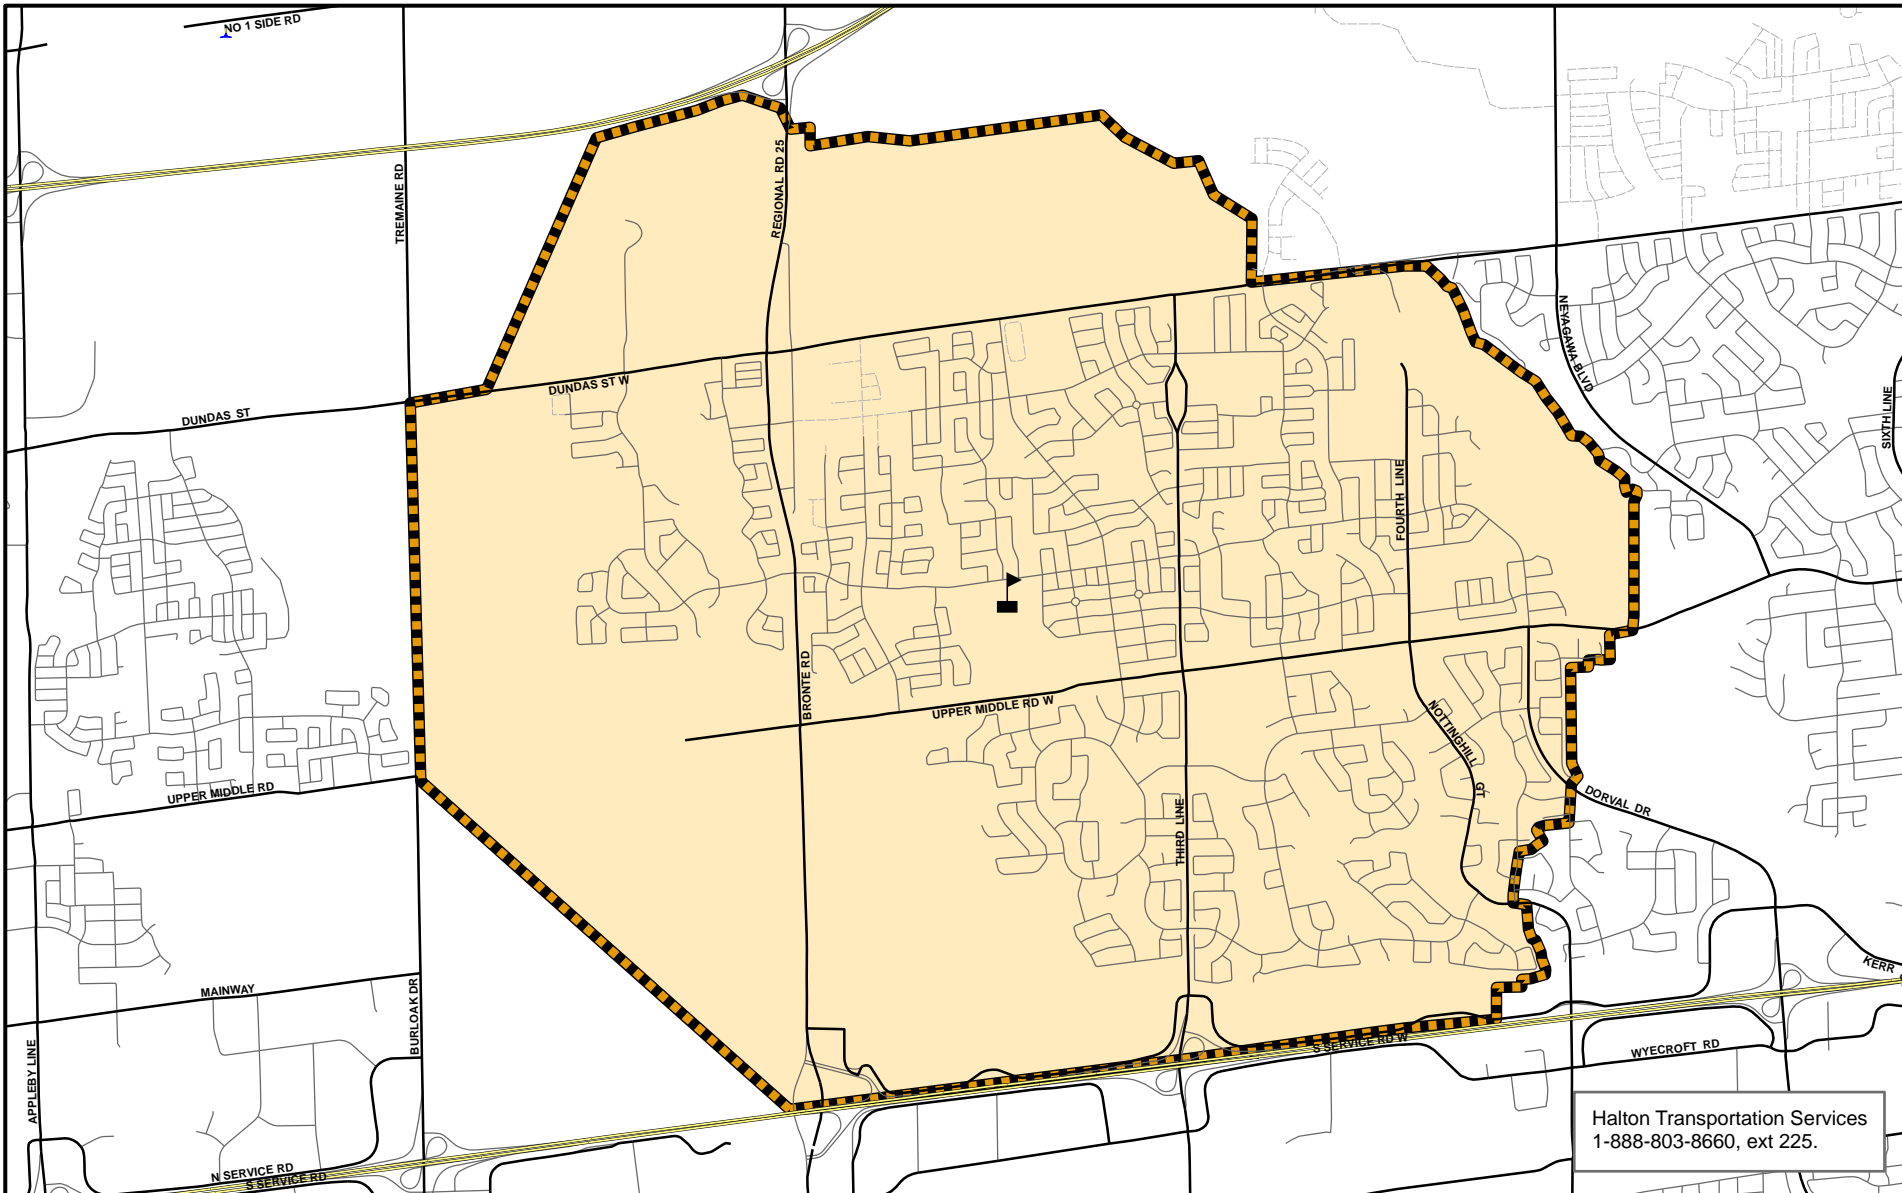 NO 1 SIDE RD
TREMAINE RD
REGIONAL RD 25
DUNDAS ST
DUNDAS ST W
NEYAGAWA BLVD
SIXTH LINE
FOURTH LINE
BRONTE RD
UPPER MIDDLE RD W
UPPER MIDDLE RD
NOTTINGHILL GT
DORVAL DR
THIRD LINE
MAINWAY
BURLOAK DR
APPLEBY LINE
KERR
S SERVICE RD W
WYECROFT RD
N SERVICE RD
S SERVICE RD
Halton Transportation Services
1-888-803-8660, ext 225.